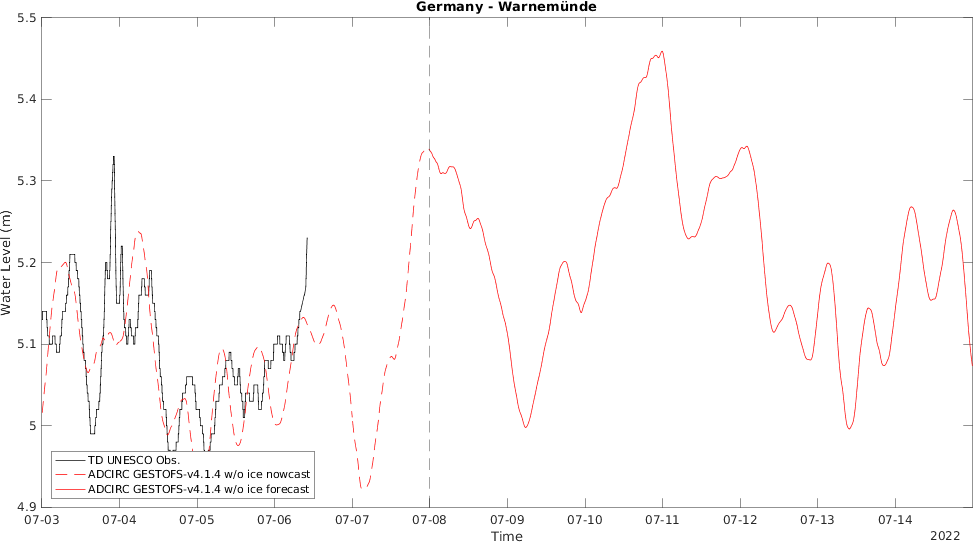 Germany - Warnemünde
5.5
5.4
5.3
5.2
5.1
5
4.9
Water Level (m)
TD UNESCO Obs.
ADCIRC GESTOFS-v4.1.4 w/o ice nowcast
ADCIRC GESTOFS-v4.1.4 w/o ice forecast
07-03 07-04 07-05 07-06 07-07 07-08 07-09 07-10 07-11 07-12 07-13 07-14
Time
2022